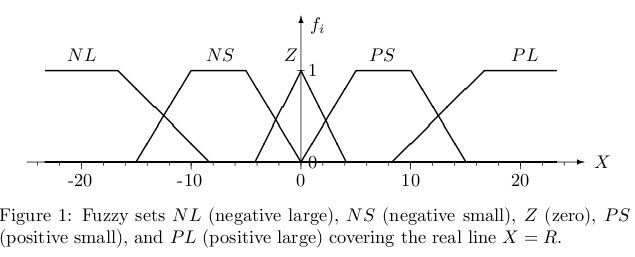 f_i
NL NS Z PS PL
1
0 X
-20 -10 0 10 20
Figure 1: Fuzzy sets NL (negative large), NS (negative small), Z (zero), PS
(positive small), and PL (positive large) covering the real line X = R.